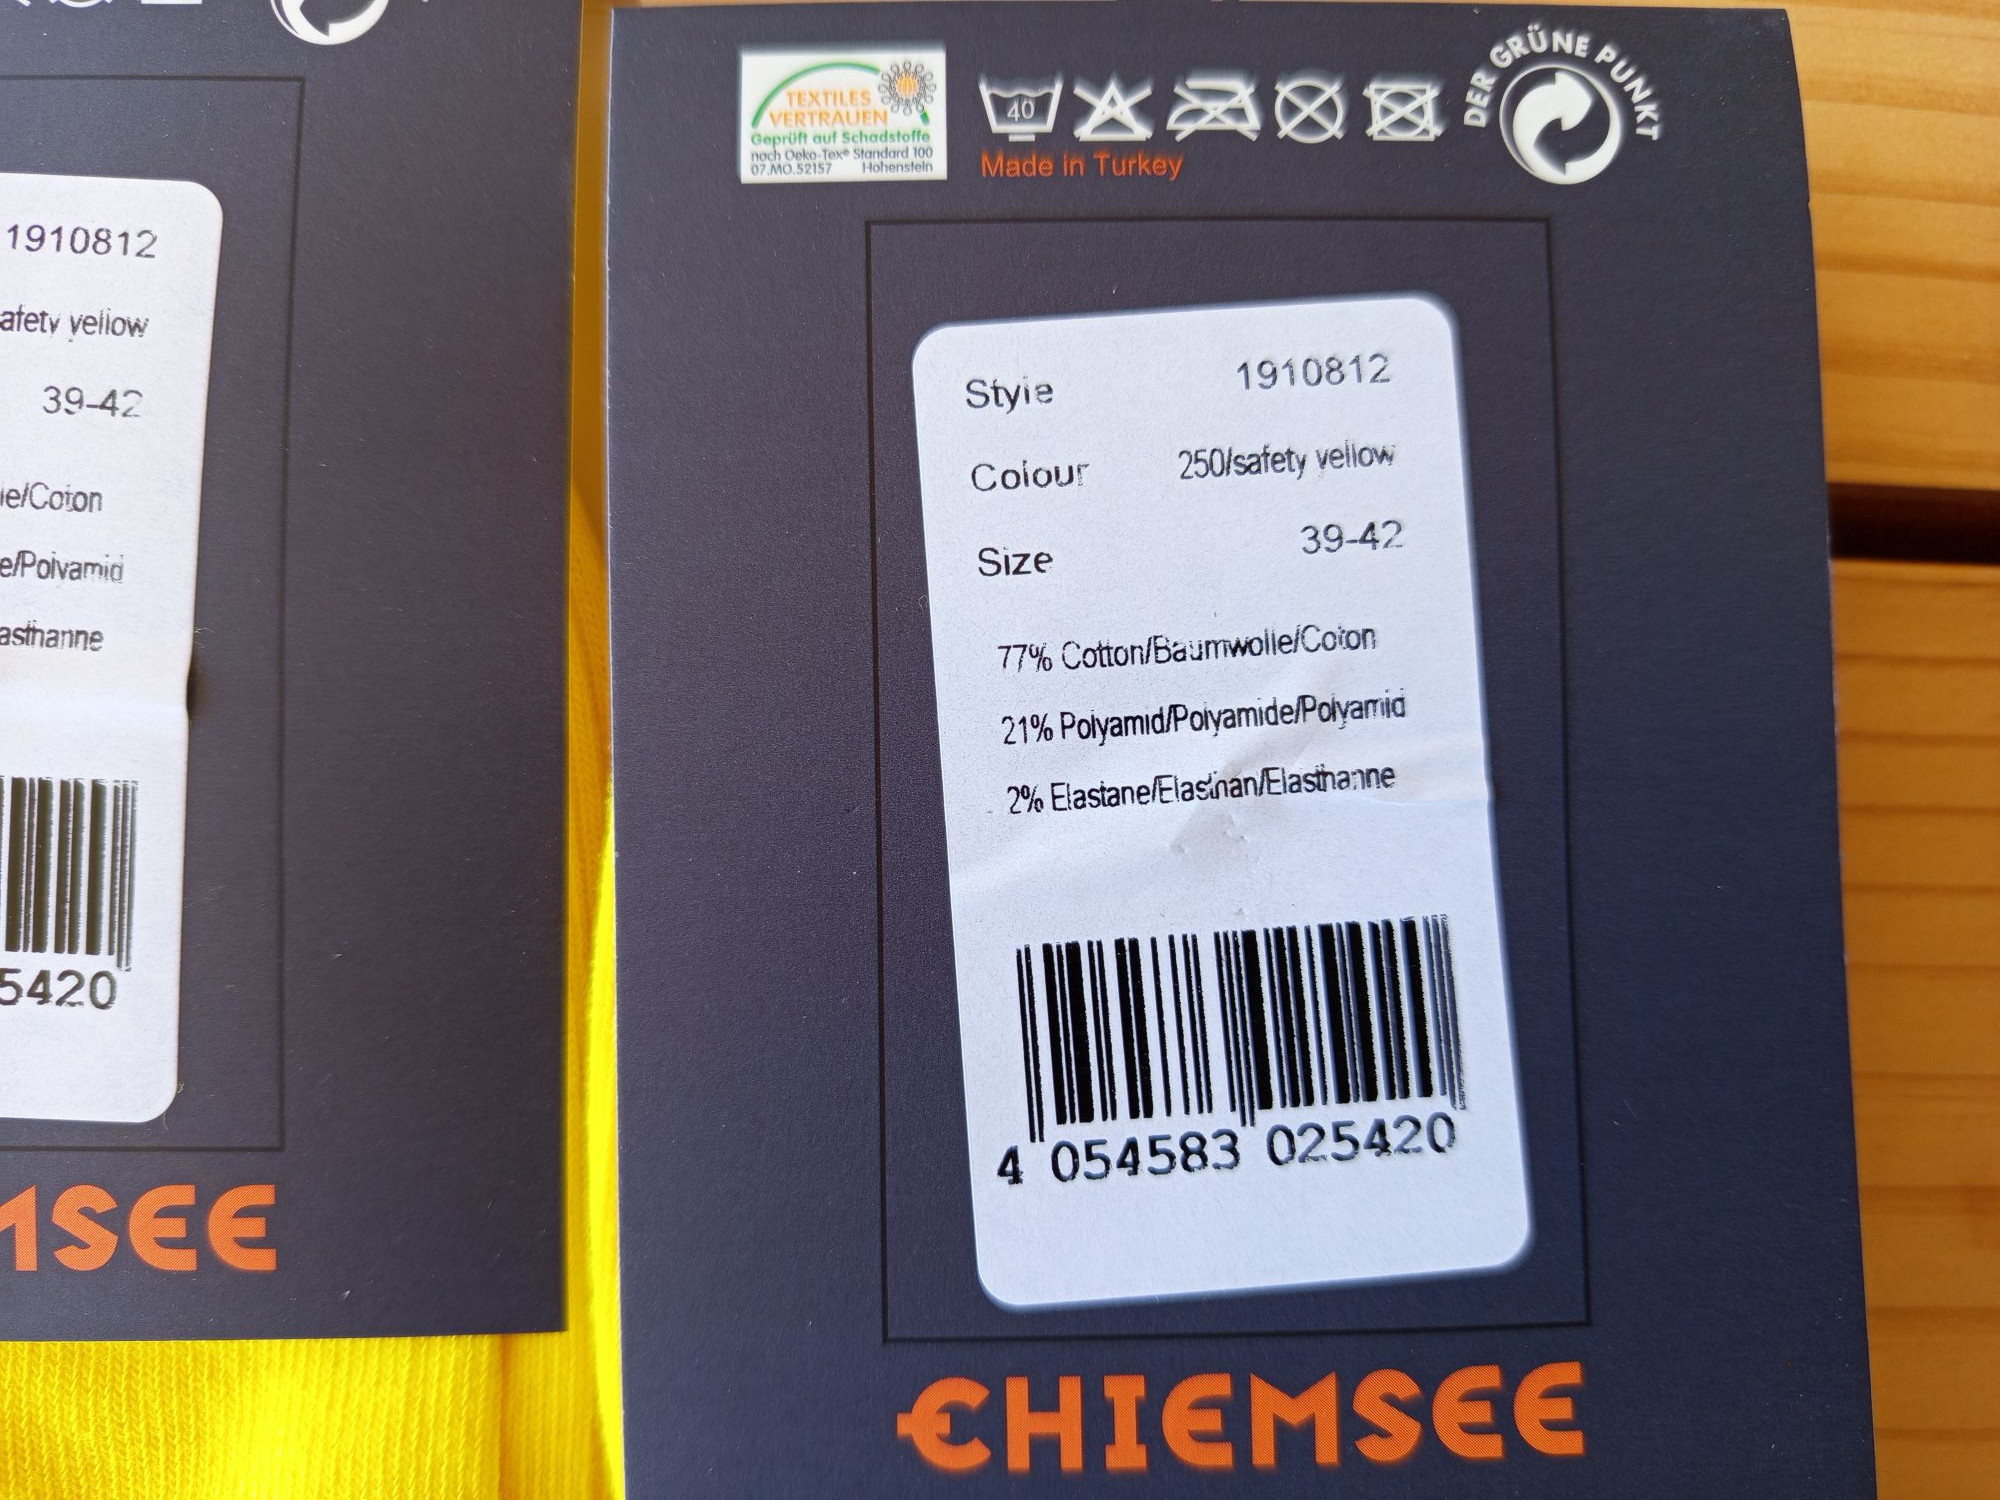 1910812
afety yellow
39-42
le/Coton
e/Polyamid
asthanne
5420
MSEE
TEXTILES
VERTRAUEN
Geprüft auf Schadstoffe
nach Oeko-Tex® Standard 100
07.MO.52157 Hohenstein
40
DER GRÜNE PUNKT
Made in Turkey
Style 1910812
Colour 250/safety yellow
Size 39-42
77% Cotton/Baumwolle/Coton
21% Polyamid/Polyamide/Polyamid
2% Elastane/Elasthan/Elasthanne
4 054583 025420
CHIEMSEE